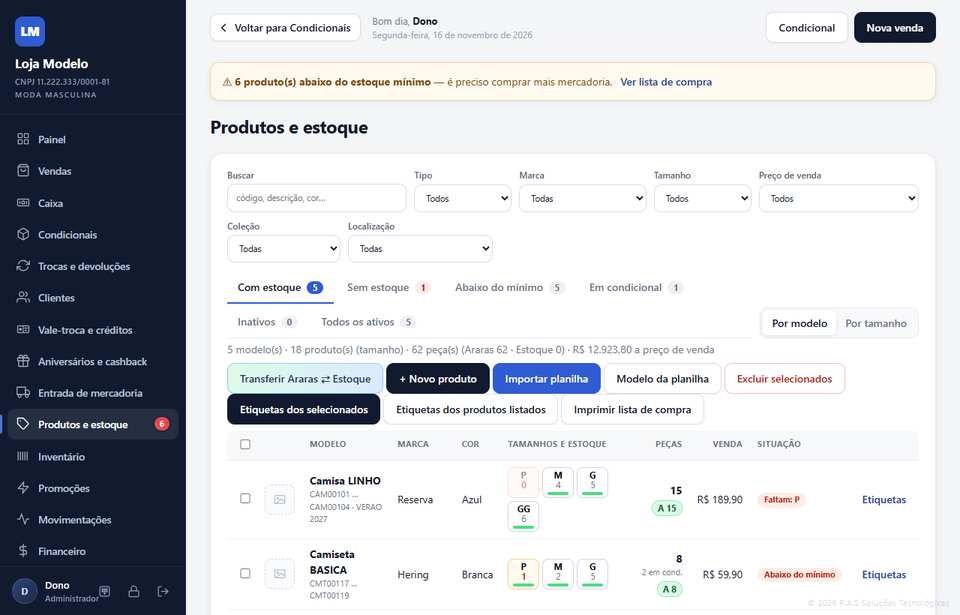 LM
Loja Modelo
CNPJ 11.222.333/0001-81
MODA MASCULINA
Painel
Vendas
Caixa
Condicionais
Trocas e devoluções
Clientes
Vale-troca e créditos
Aniversários e cashback
Entrada de mercadoria
Produtos e estoque 6
Inventário
Promoções
Movimentações
Financeiro
D
Dono
Administrador
Voltar para Condicionais
Bom dia, Dono
Segunda-feira, 16 de novembro de 2026
Condicional
Nova venda
⚠ 6 produto(s) abaixo do estoque mínimo — é preciso comprar mais mercadoria. Ver lista de compra
Produtos e estoque
Buscar Tipo Marca Tamanho Preço de venda
código, descrição, cor... Todos Todas Todos Todos
Coleção Localização
Todas Todas
Com estoque 5 Sem estoque 1 Abaixo do mínimo 5 Em condicional 1
Inativos 0 Todos os ativos 5 Por modelo Por tamanho
5 modelo(s) · 18 produto(s) (tamanho) · 62 peça(s) (Araras 62 · Estoque 0) · R$ 12.923,80 a preço de venda
Transferir Araras ⇄ Estoque + Novo produto Importar planilha Modelo da planilha Excluir selecionados
Etiquetas dos selecionados Etiquetas dos produtos listados Imprimir lista de compra
MODELO MARCA COR TAMANHOS E ESTOQUE PEÇAS VENDA SITUAÇÃO
Camisa LINHO
CAM00101 ...
CAM00104 - VERAO
2027
Reserva Azul
P 0 M 4 G 5
GG 6
15
A 15
R$ 189,90 Faltam: P Etiquetas
Camiseta
BASICA
CMT00117 ...
CMT00119
Hering Branca
P 1 M 2 G 5
8
2 em cond.
A 8
R$ 59,90 Abaixo do mínimo Etiquetas
© 2026 P.A.S Soluções Tecnológicas